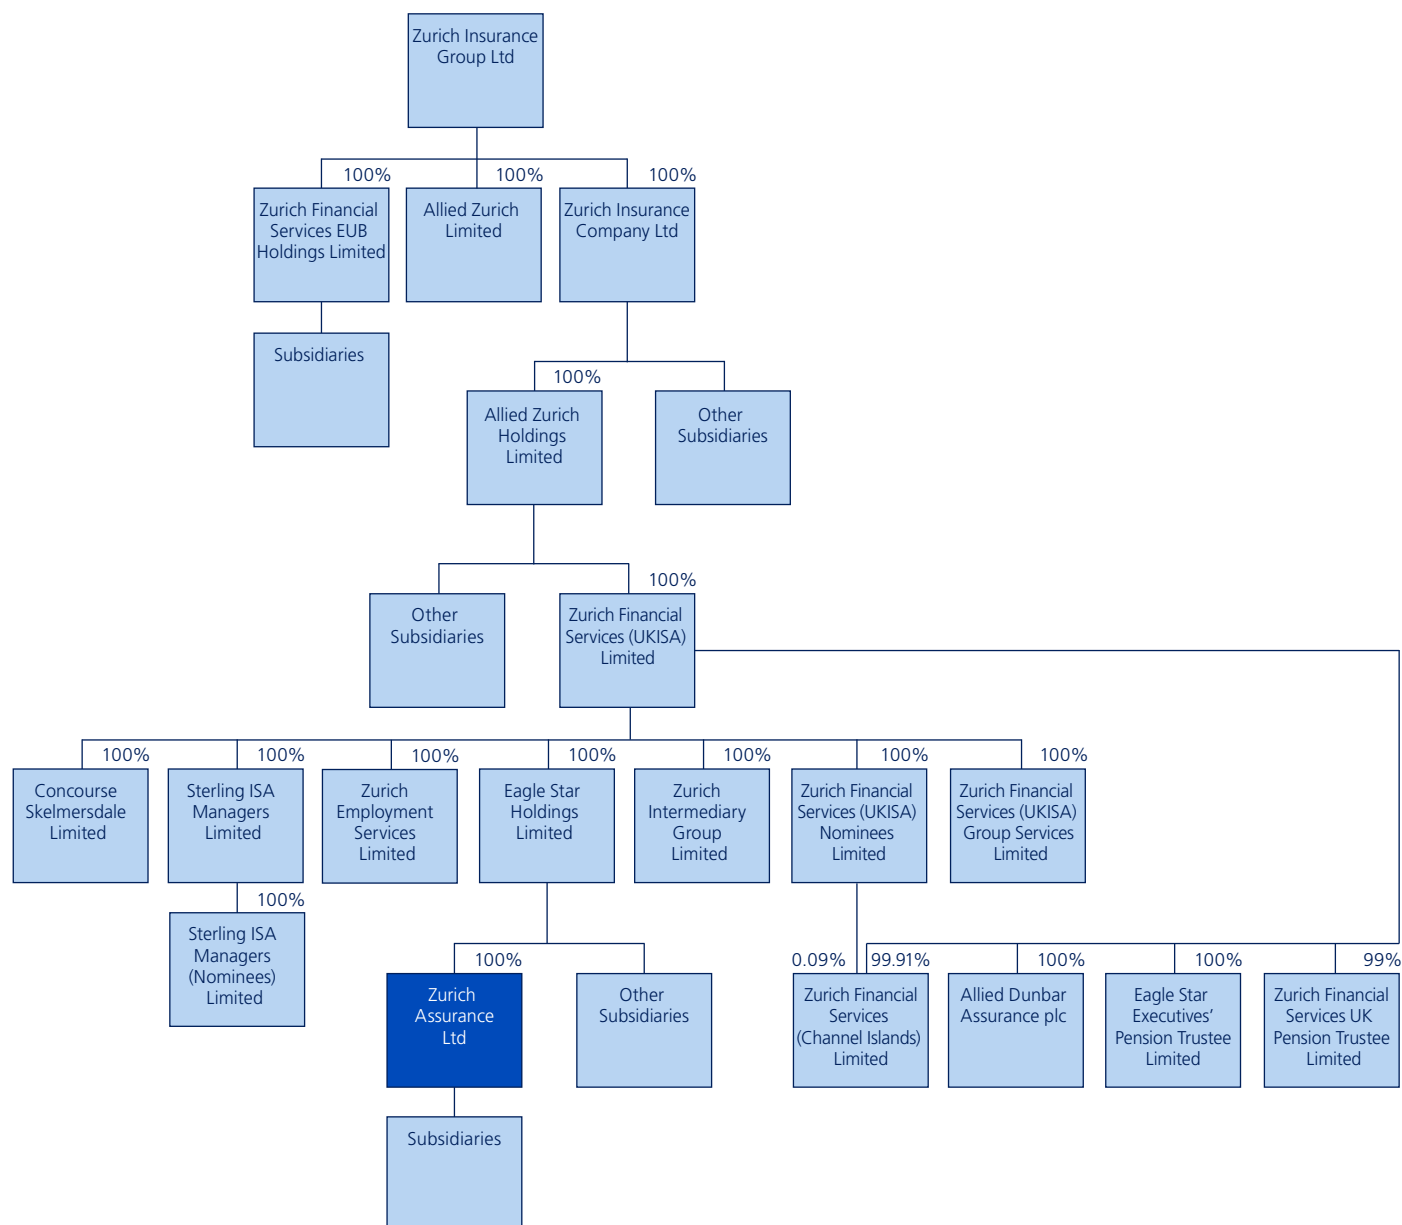 Zurich Insurance
Group Ltd
100%
100%
100%
Zurich Financial
Services EUB
Holdings Limited
Allied Zurich
Limited
Zurich Insurance
Company Ltd
Subsidiaries
100%
Allied Zurich
Holdings
Limited
Other
Subsidiaries
100%
Other
Subsidiaries
Zurich Financial
Services (UKISA)
Limited
100%
100%
100%
100%
100%
100%
100%
Concourse
Skelmersdale
Limited
Sterling ISA
Managers
Limited
Zurich
Employment
Services
Limited
Eagle Star
Holdings
Limited
Zurich
Intermediary
Group
Limited
Zurich Financial
Services (UKISA)
Nominees
Limited
Zurich Financial
Services (UKISA)
Group Services
Limited
100%
Sterling ISA
Managers
(Nominees)
Limited
100%
0.09%
99.91%
100%
100%
99%
Zurich
Assurance
Ltd
Other
Subsidiaries
Zurich Financial
Services
(Channel Islands)
Limited
Allied Dunbar
Assurance plc
Eagle Star
Executives’
Pension Trustee
Limited
Zurich Financial
Services UK
Pension Trustee
Limited
Subsidiaries